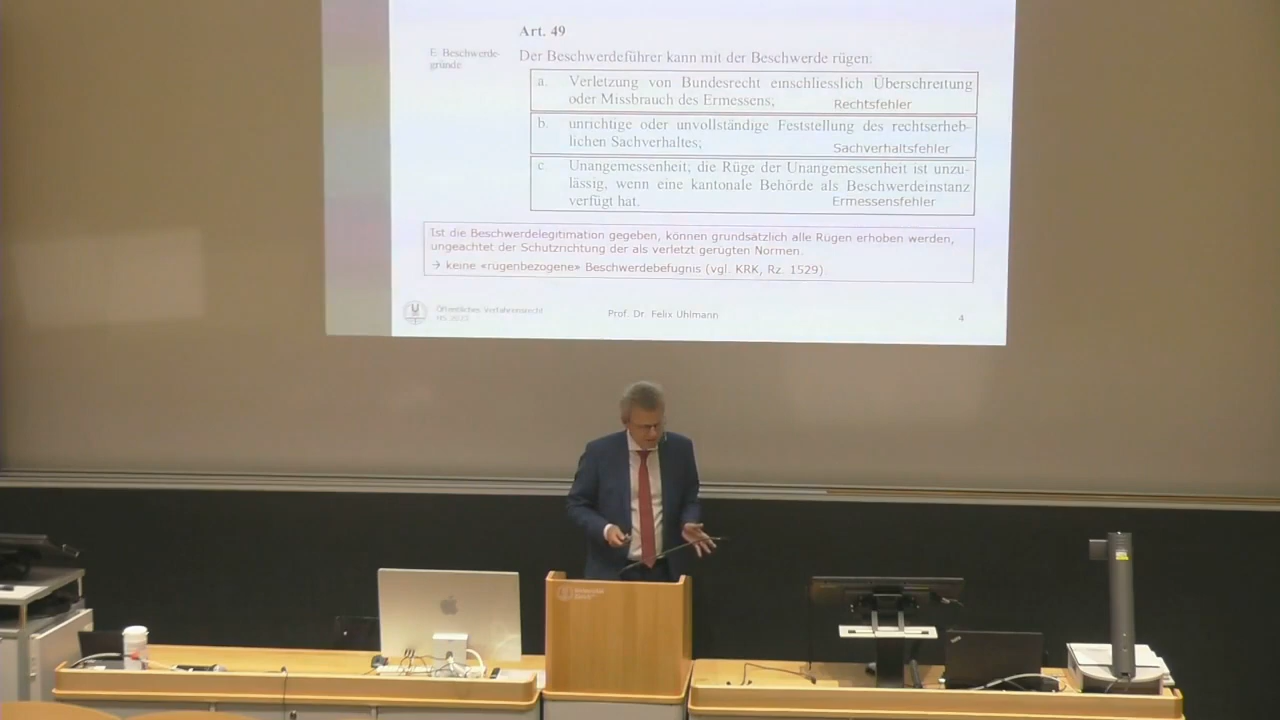 Art. 49
E. Beschwerde-
gründe
Der Beschwerdeführer kann mit der Beschwerde rügen:
a. Verletzung von Bundesrecht einschliesslich Überschreitung
oder Missbrauch des Ermessens;
Rechtsfehler
b. unrichtige oder unvollständige Feststellung des rechtserheb-
lichen Sachverhaltes;
Sachverhaltsfehler
c. Unangemessenheit; die Rüge der Unangemessenheit ist unzu-
lässig, wenn eine kantonale Behörde als Beschwerdeinstanz
verfügt hat.
Ermessensfehler
Ist die Beschwerdelegitimation gegeben, können grundsätzlich alle Rügen erhoben werden,
ungeachtet der Schutzrichtung der als verletzt gerügten Normen.
→ keine «rügenbezogene» Beschwerdebefugnis (vgl. KRK, Rz. 1529)
Öffentliches Verfahrensrecht
Prof. Dr. Felix Uhlmann
4
Universität
Zürich